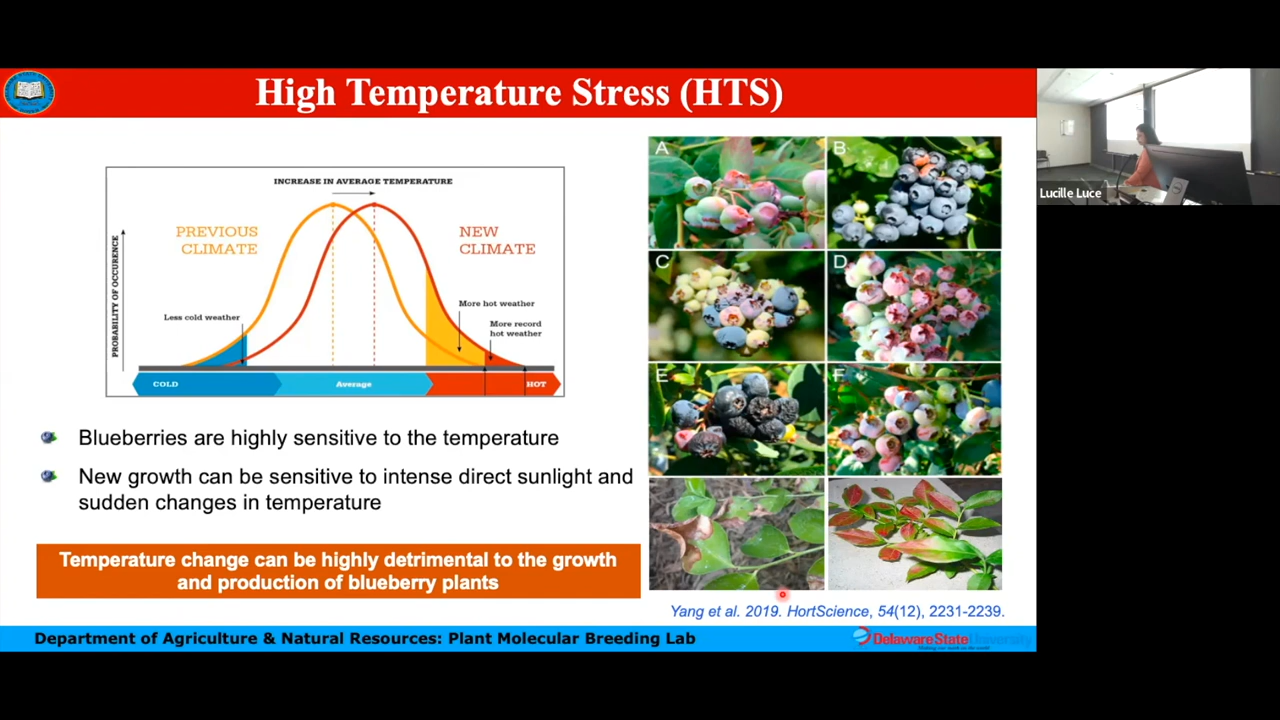 High Temperature Stress (HTS)
INCREASE IN AVERAGE TEMPERATURE
PREVIOUS
CLIMATE
NEW
CLIMATE
PROBABILITY OF OCCURENCE
Less cold weather
More hot weather
More record
hot weather
COLD
Average
HOT
Blueberries are highly sensitive to the temperature
New growth can be sensitive to intense direct sunlight and
sudden changes in temperature
Temperature change can be highly detrimental to the growth
and production of blueberry plants
A
B
C
D
E
F
Yang et al. 2019. HortScience, 54(12), 2231-2239.
Department of Agriculture & Natural Resources: Plant Molecular Breeding Lab
DelawareStateUniversity
Lucille Luce